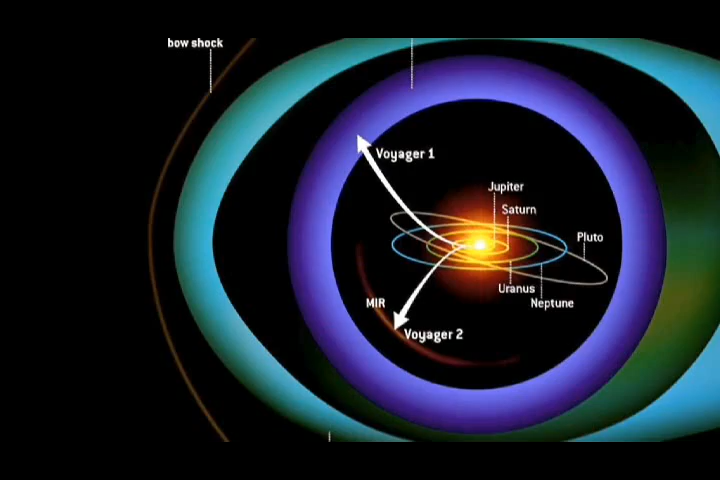 bow shock
Voyager 1
Jupiter
Saturn
Pluto
Uranus
Neptune
MIR
Voyager 2